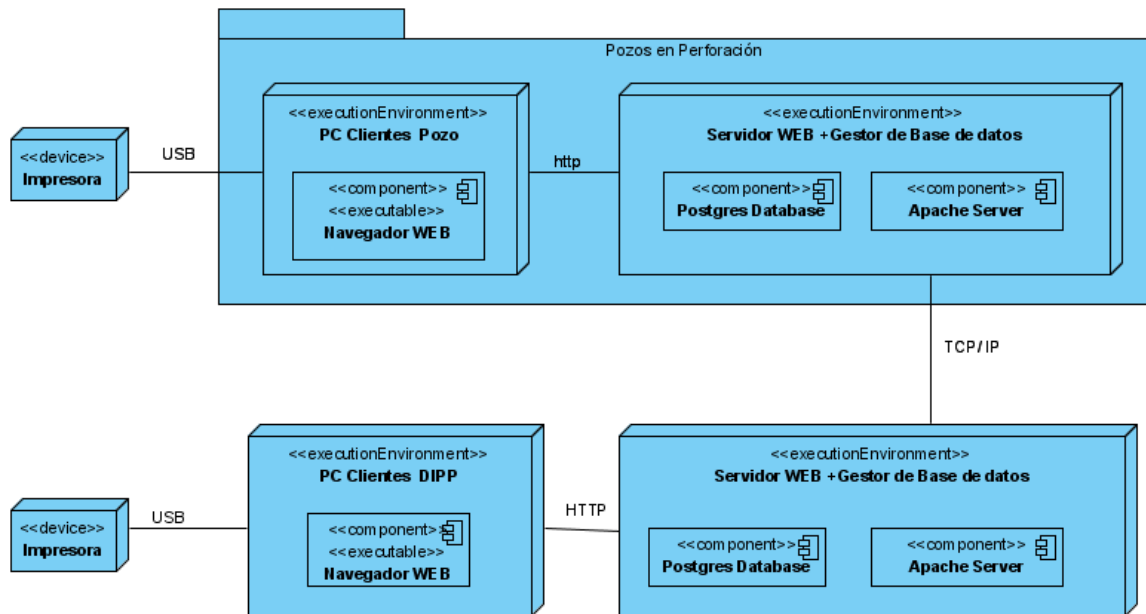 Pozos en Perforación
<<device>>
Impresora
USB
<<executionEnvironment>>
PC Clientes Pozo
<<component>>
<<executable>>
Navegador WEB
http
<<executionEnvironment>>
Servidor WEB +Gestor de Base de datos
<<component>>
Postgres Database
<<component>>
Apache Server
TCP/IP
<<device>>
Impresora
USB
<<executionEnvironment>>
PC Clientes DIPP
<<component>>
<<executable>>
Navegador WEB
HTTP
<<executionEnvironment>>
Servidor WEB +Gestor de Base de datos
<<component>>
Postgres Database
<<component>>
Apache Server